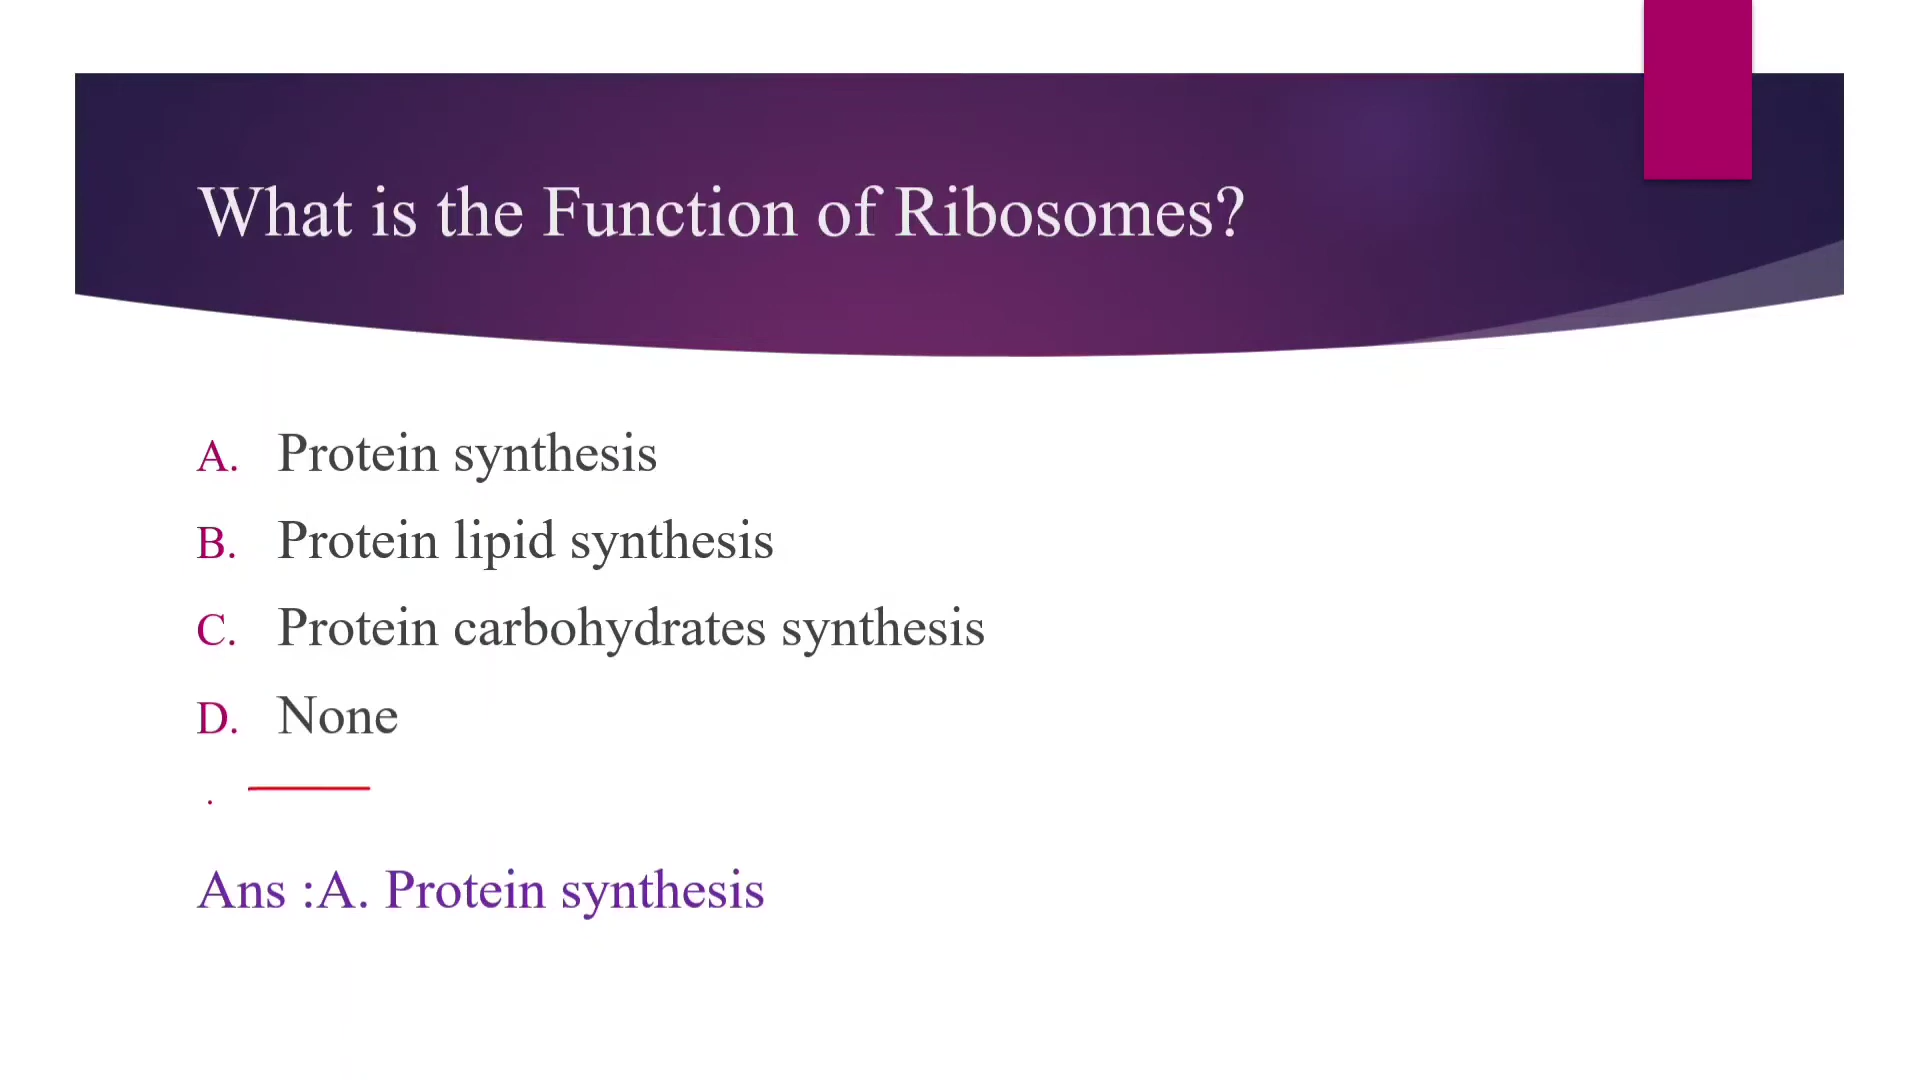 What is the Function of Ribosomes?
A. Protein synthesis
B. Protein lipid synthesis
C. Protein carbohydrates synthesis
D. None
Ans :A. Protein synthesis